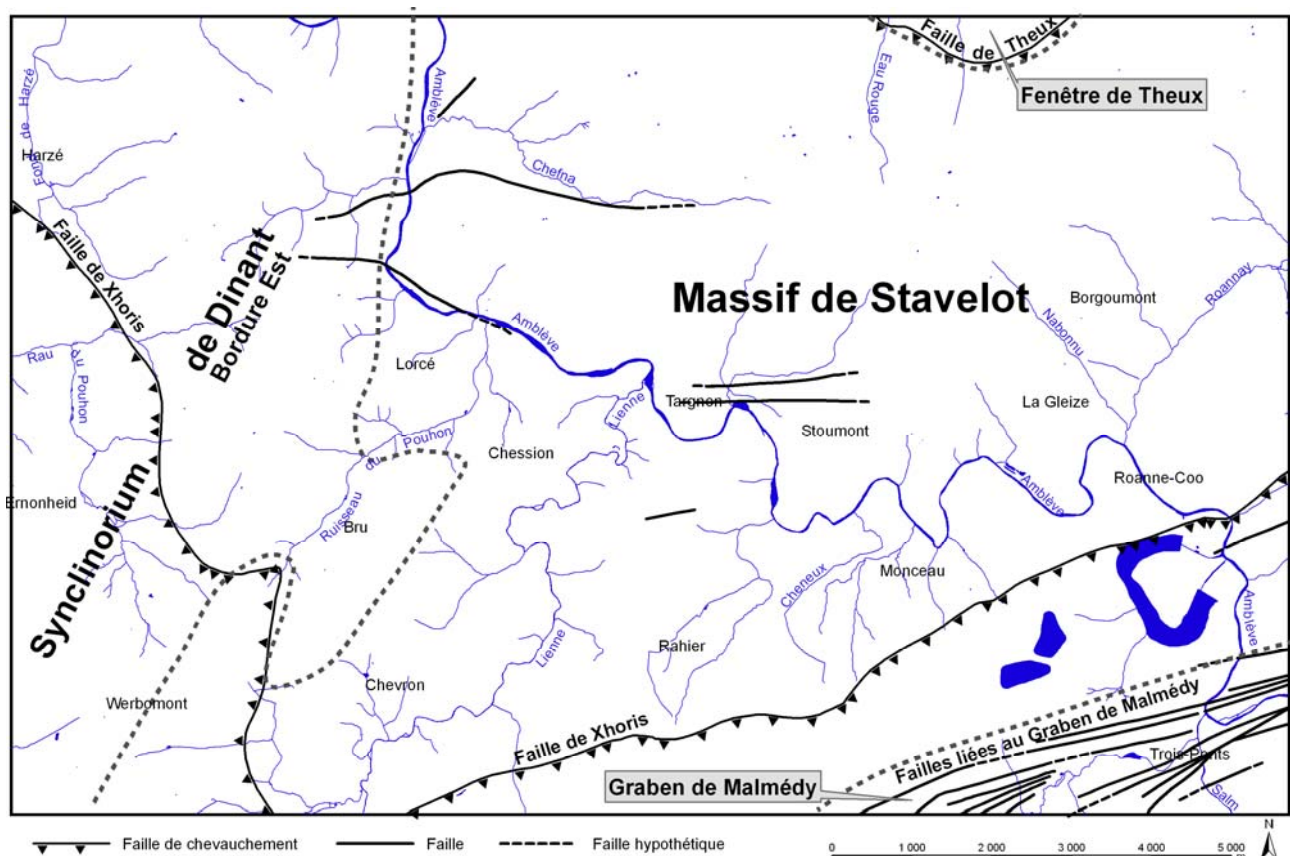 Faille de Theux
Fenêtre de Theux
Eau Rouge
Amblève
Fond de Harzé
Harzé
Chefna
Faille de Xhoris
Synclinorium
de Dinant
Bordure Est
Massif de Stavelot
Borgoumont
Roannay
Nabonnu
Amblève
Rau
du Pouhon
Lorcé
Lienne
Targnon
La Gleize
Stoumont
Ruisseau
du
Pouhon
Chession
Roanne-Coo
Amblève
Ernonheid
Bru
Monceau
Cheneux
Amblève
Lienne
Rahier
Werbomont
Chevron
Faille de Xhoris
Failles liées au Graben de Malmédy
Trois-Ponts
Graben de Malmédy
Salm
N
Faille de chevauchement
Faille
Faille hypothétique
0 1 000 2 000 3 000 4 000 5 000
m